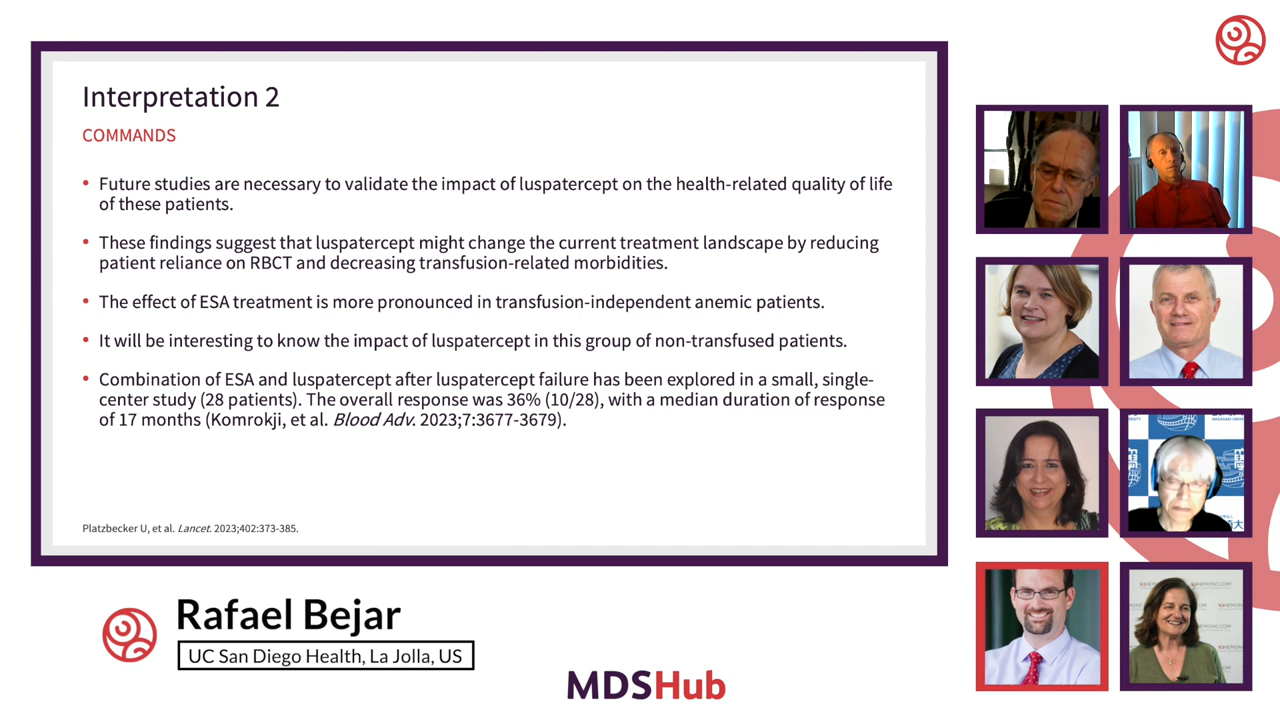 Interpretation 2
COMMANDS
• Future studies are necessary to validate the impact of luspatercept on the health-related quality of life
of these patients.
• These findings suggest that luspatercept might change the current treatment landscape by reducing
patient reliance on RBCT and decreasing transfusion-related morbidities.
• The effect of ESA treatment is more pronounced in transfusion-independent anemic patients.
• It will be interesting to know the impact of luspatercept in this group of non-transfused patients.
• Combination of ESA and luspatercept after luspatercept failure has been explored in a small, single-
center study (28 patients). The overall response was 36% (10/28), with a median duration of response
of 17 months (Komrokji, et al. Blood Adv. 2023;7:3677-3679).
Platzbecker U, et al. Lancet. 2023;402:373-385.
Rafael Bejar
UC San Diego Health, La Jolla, US
MDSHub